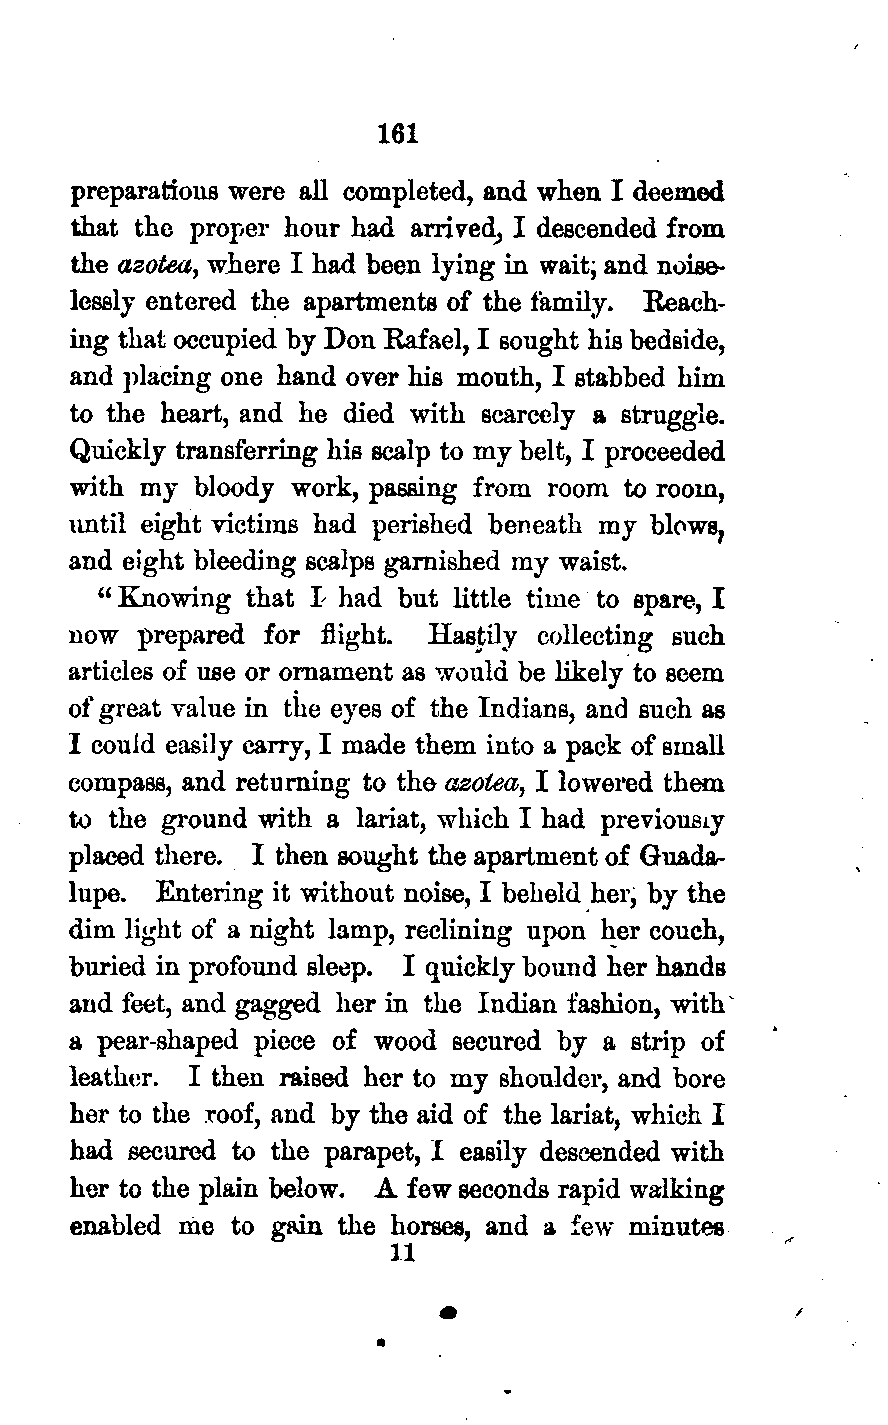 161
preparations were all completed, and when I deemed
that the proper hour had arrived, I descended from
the azotea, where I had been lying in wait, and noise-
lessly entered the apartments of the family. Reach-
ing that occupied by Don Rafael, I sought his bedside,
and placing one hand over his mouth, I stabbed him
to the heart, and he died with scarcely a struggle.
Quickly transferring his scalp to my belt, I proceeded
with my bloody work, passing from room to room,
until eight victims had perished beneath my blows,
and eight bleeding scalps garnished my waist.
"Knowing that I had but little time to spare, I
now prepared for flight. Hastily collecting such
articles of use or ornament as would be likely to seem
of great value in the eyes of the Indians, and such as
I could easily carry, I made them into a pack of small
compass, and returning to the azotea, I lowered them
to the ground with a lariat, which I had previously
placed there. I then sought the apartment of Guada-
lupe. Entering it without noise, I beheld her, by the
dim light of a night lamp, reclining upon her couch,
buried in profound sleep. I quickly bound her hands
and feet, and gagged her in the Indian fashion, with
a pear-shaped piece of wood secured by a strip of
leather. I then raised her to my shoulder, and bore
her to the roof, and by the aid of the lariat, which I
had secured to the parapet, I easily descended with
her to the plain below. A few seconds rapid walking
enabled me to gain the horses, and a few minutes
11